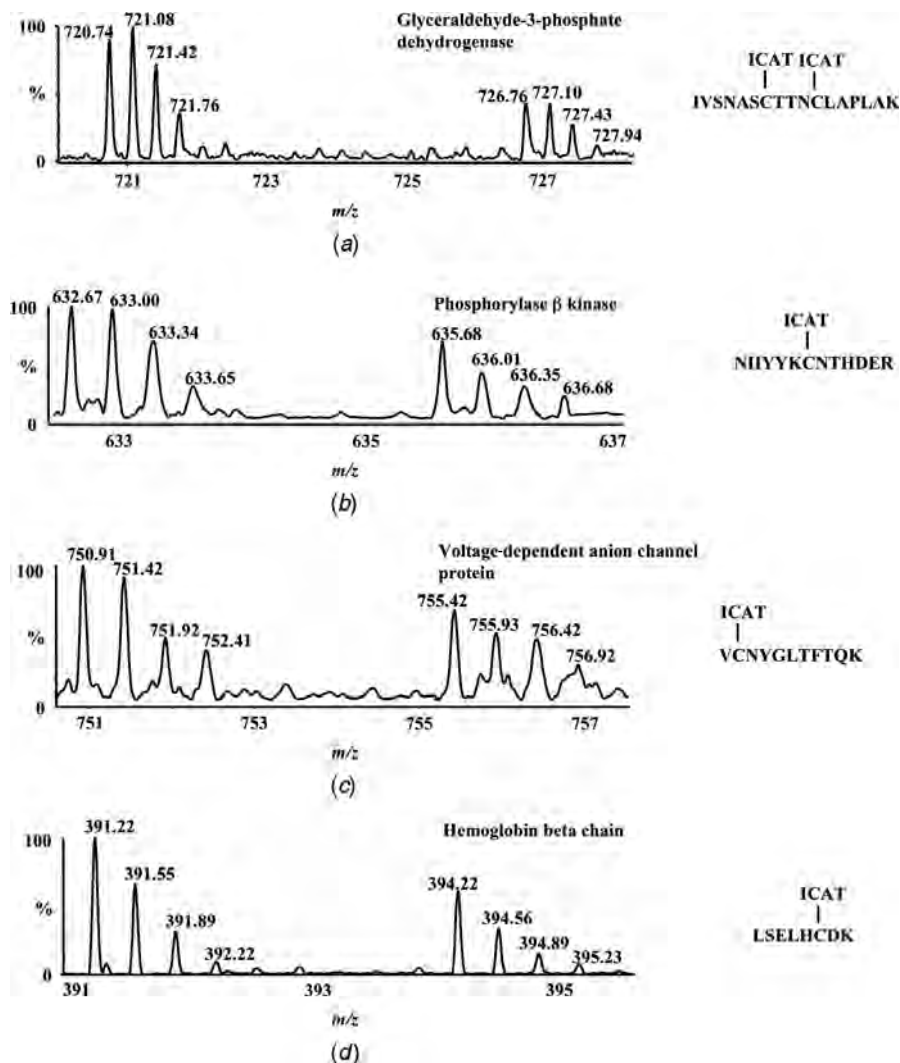 Glyceraldehyde-3-phosphate
dehydrogenase
100
720.74
721.08
721.42
721.76
726.76
727.10
727.43
727.94
%
0
721
723
725
727
m/z
(a)
ICAT ICAT
IVSNASCTTNCLAPLAK
Phosphorylase β kinase
100
632.67
633.00
633.34
633.65
635.68
636.01
636.35
636.68
%
0
633
635
637
m/z
(b)
ICAT
NIIYYKCNTHDER
Voltage-dependent anion channel
protein
100
750.91
751.42
751.92
752.41
755.42
755.93
756.42
756.92
%
0
751
753
755
757
m/z
(c)
ICAT
VCNYGLTFTQK
Hemoglobin beta chain
100
391.22
391.55
391.89
392.22
394.22
394.56
394.89
395.23
%
0
391
393
395
m/z
(d)
ICAT
LSELHCDK